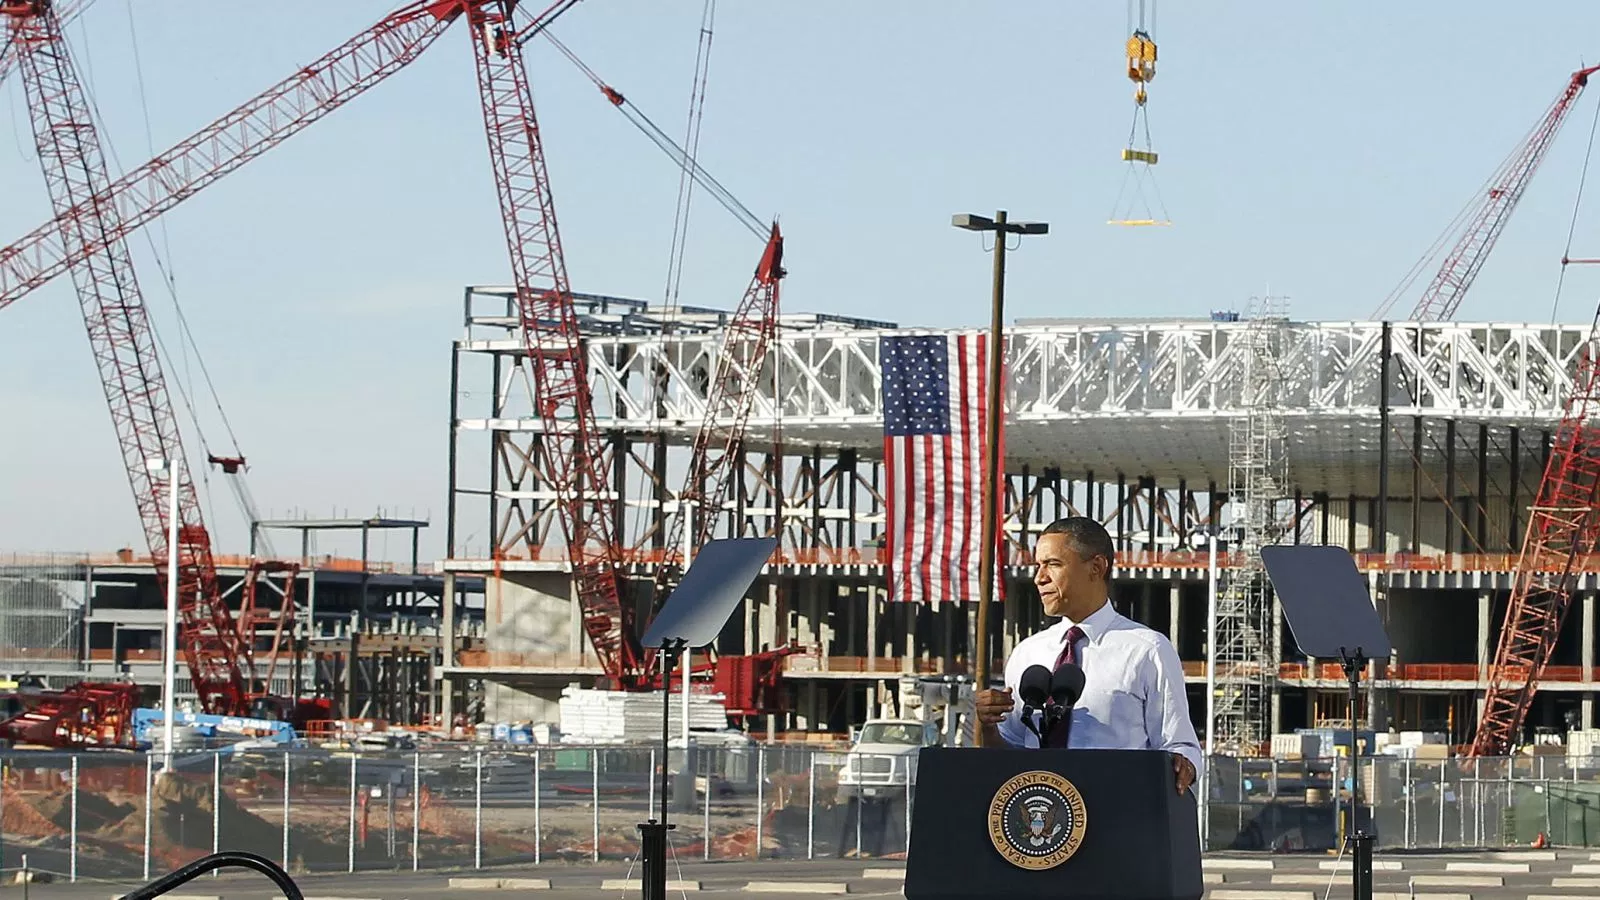 SEAL OF THE PRESIDENT OF THE UNITED STATES